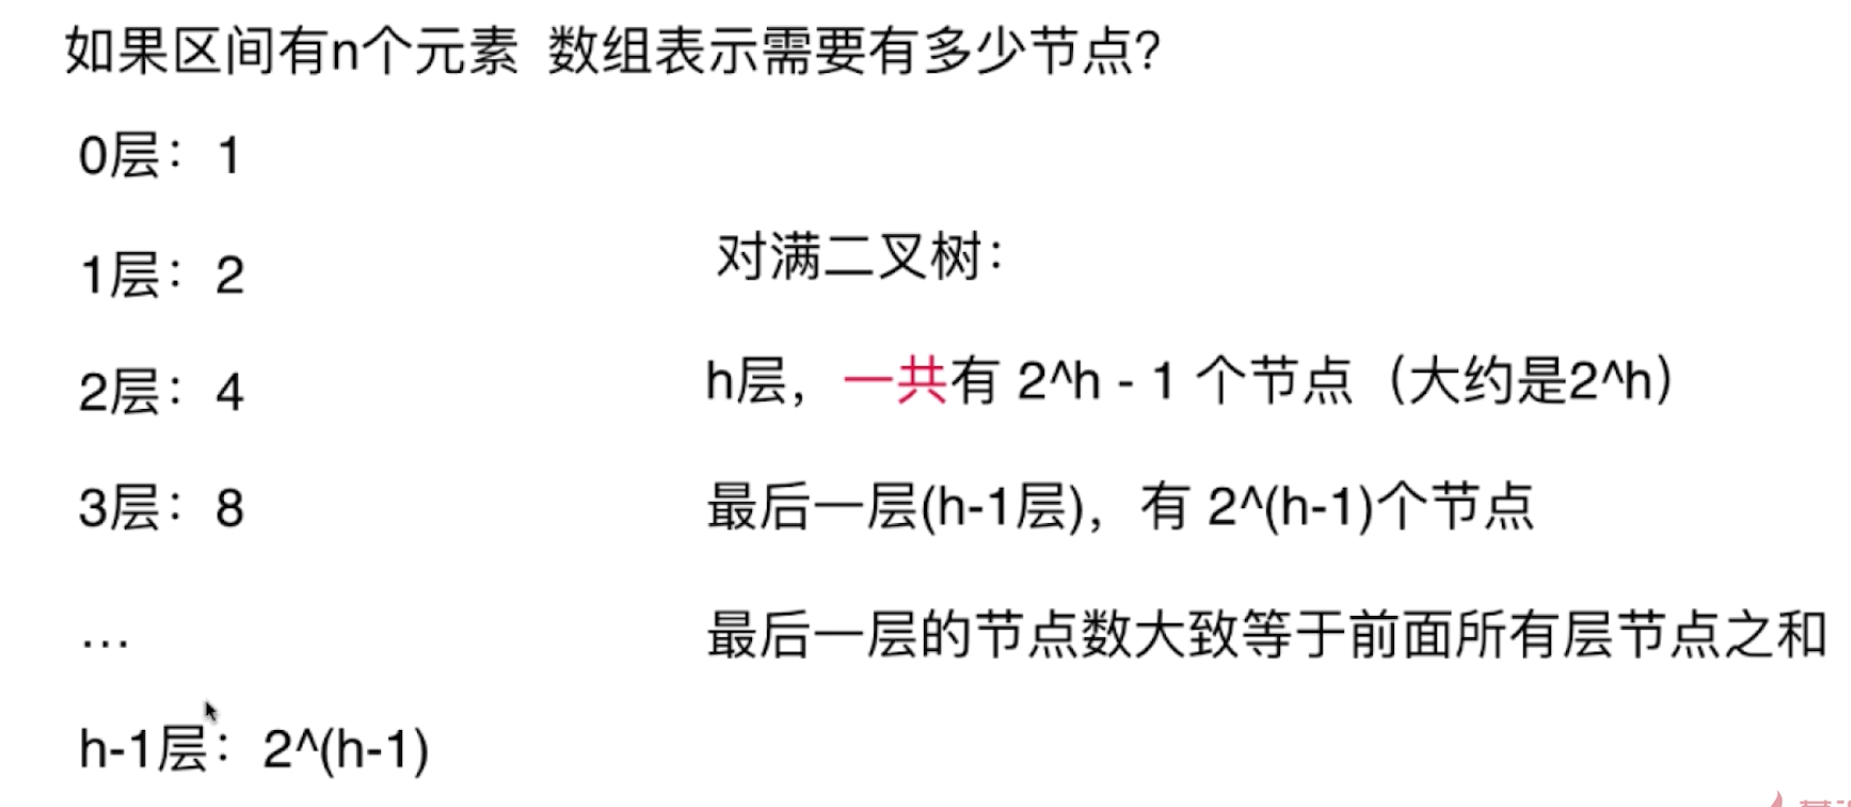 如果区间有n个元素 数组表示需要有多少节点?
0层：1
1层：2
2层：4
3层：8
...
h-1层：2^(h-1)
对满二叉树：
h层，一共有 2^h - 1 个节点（大约是2^h）
最后一层(h-1层)，有 2^(h-1)个节点
最后一层的节点数大致等于前面所有层节点之和